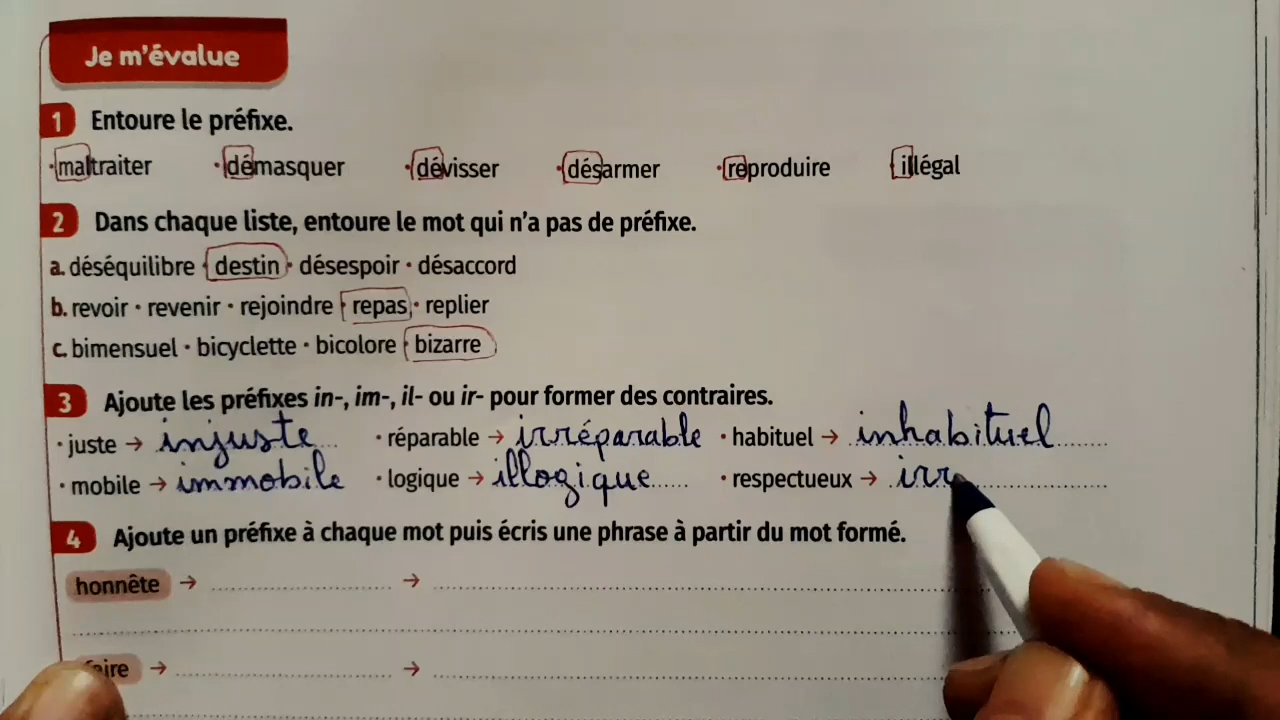 Je m'évalue
1 Entoure le préfixe.
· maltraiter · démasquer · dévisser · désarmer · reproduire · illégal
2 Dans chaque liste, entoure le mot qui n'a pas de préfixe.
a. déséquilibre · destin · désespoir · désaccord
b. revoir · revenir · rejoindre · repas · replier
c. bimensuel · bicyclette · bicolore · bizarre
3 Ajoute les préfixes in-, im-, il- ou ir- pour former des contraires.
· juste → injuste · réparable → irréparable · habituel → inhabituel
· mobile → immobile · logique → illogique · respectueux → irr
4 Ajoute un préfixe à chaque mot puis écris une phrase à partir du mot formé.
honnête → →
faire → →